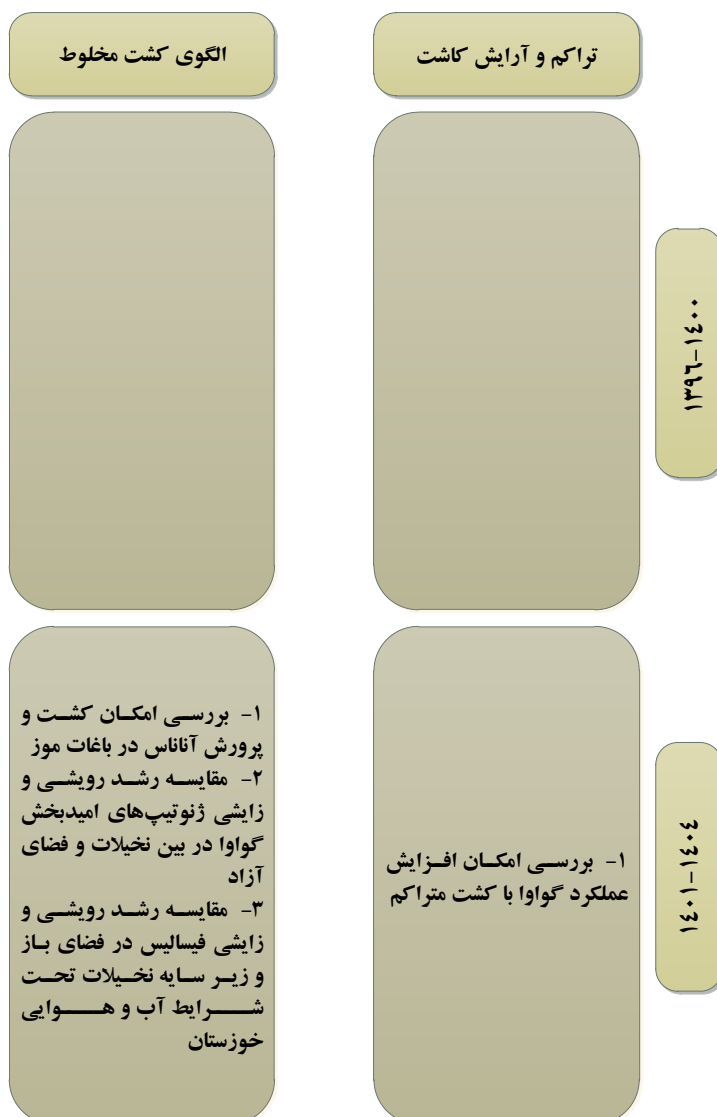 تراکم و آرایش کاشت
الگوی کشت مخلوط
۱۳۹۶-۱۴۰۰
۱۴۰۱-۱۴۰۴
۱- بررسی امکان افزایش
عملکرد گواوا با کشت متراکم
۱- بررسی امکان کشت و
پرورش آناناس در باغات موز
۲- مقایسه رشد رویشی و
زایشی ژنوتیپ‌های امیدبخش
گواوا در بین نخیلات و فضای
آزاد
۳- مقایسه رشد رویشی و
زایشی فیسالیس در فضای باز
و زیر سایه نخیلات تحت
شرایط آب و هوایی
خوزستان